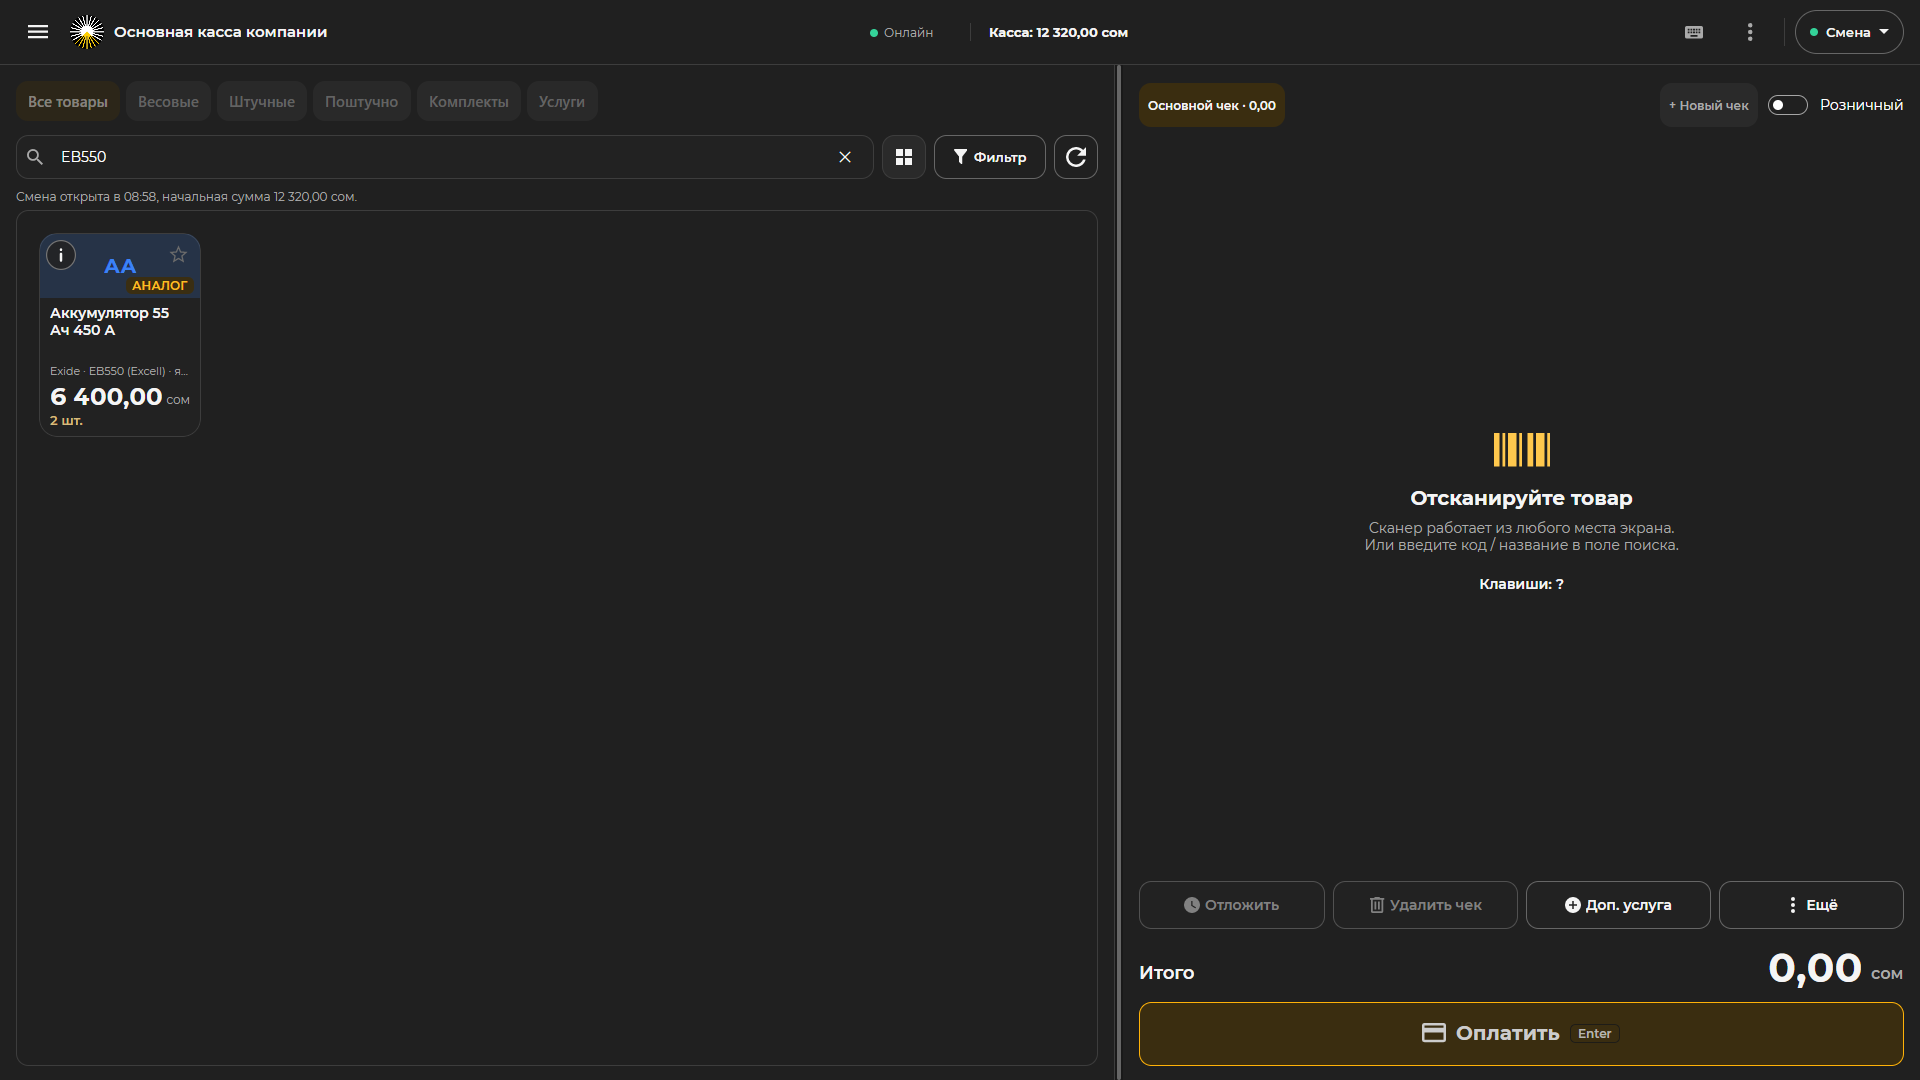 Основная касса компании
Онлайн
Касса: 12 320,00 сом
Смена
Все товары
Весовые
Штучные
Поштучно
Комплекты
Услуги
EB550
Фильтр
Смена открыта в 08:58, начальная сумма 12 320,00 сом.
i
АА
АНАЛОГ
Аккумулятор 55
Ач 450 А
Exide · EB550 (Excell) · я...
6 400,00 сом
2 шт.
Основной чек · 0,00
+ Новый чек
Розничный
Отсканируйте товар
Сканер работает из любого места экрана.
Или введите код / название в поле поиска.
Клавиши: ?
Отложить
Удалить чек
Доп. услуга
Ещё
Итого
0,00 сом
Оплатить Enter